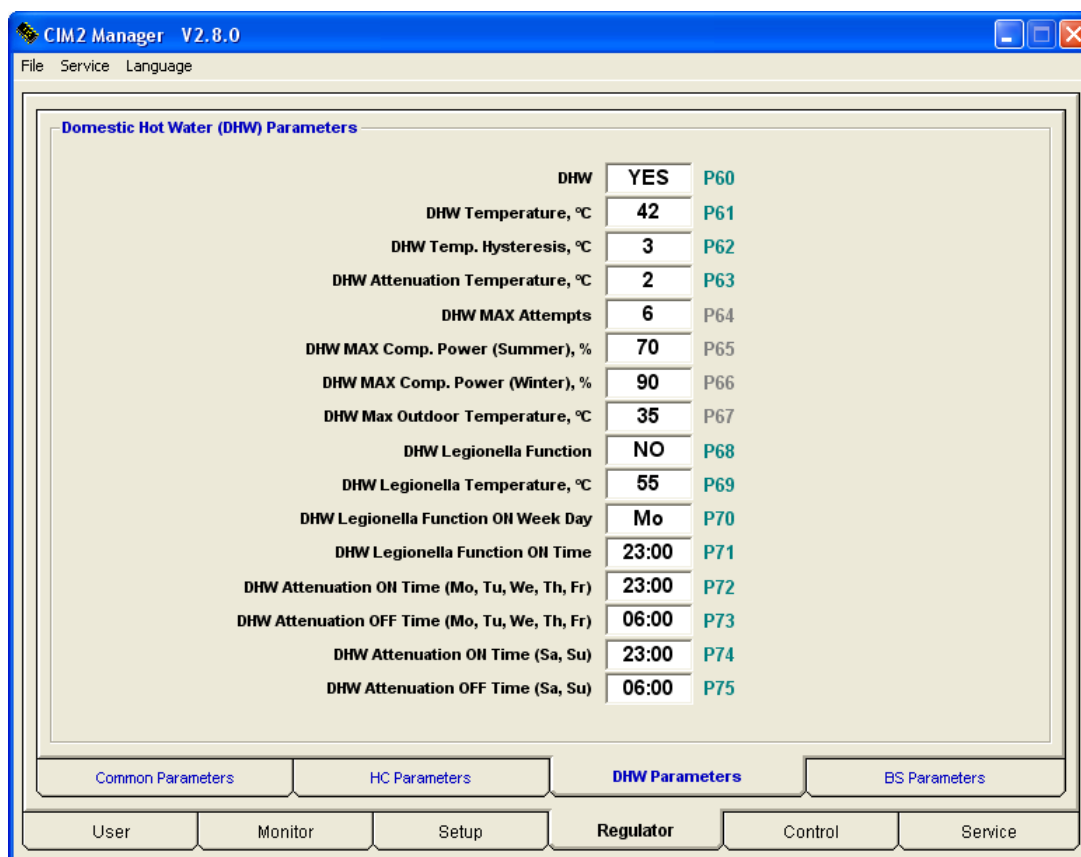 CIM2 Manager V2.8.0
File Service Language
Domestic Hot Water (DHW) Parameters
DHW YES P60
DHW Temperature, ºC 42 P61
DHW Temp. Hysteresis, ºC 3 P62
DHW Attenuation Temperature, ºC 2 P63
DHW MAX Attempts 6 P64
DHW MAX Comp. Power (Summer), % 70 P65
DHW MAX Comp. Power (Winter), % 90 P66
DHW Max Outdoor Temperature, ºC 35 P67
DHW Legionella Function NO P68
DHW Legionella Temperature, ºC 55 P69
DHW Legionella Function ON Week Day Mo P70
DHW Legionella Function ON Time 23:00 P71
DHW Attenuation ON Time (Mo, Tu, We, Th, Fr) 23:00 P72
DHW Attenuation OFF Time (Mo, Tu, We, Th, Fr) 06:00 P73
DHW Attenuation ON Time (Sa, Su) 23:00 P74
DHW Attenuation OFF Time (Sa, Su) 06:00 P75
Common Parameters HC Parameters DHW Parameters BS Parameters
User Monitor Setup Regulator Control Service